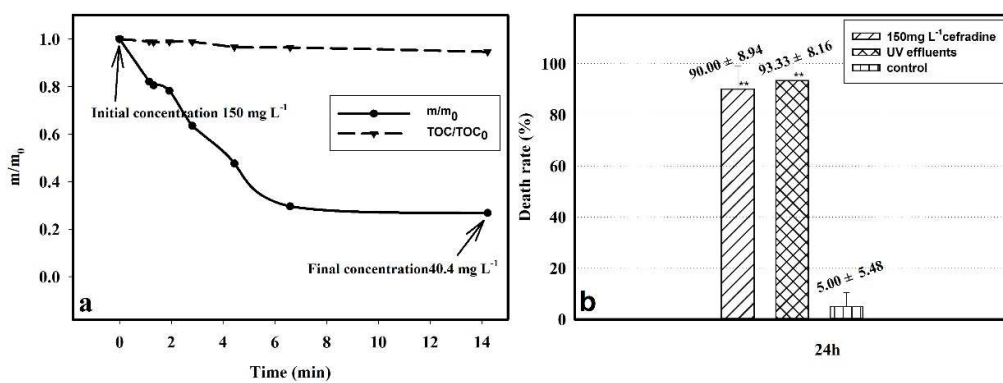 1.0
0.8
0.6
0.4
0.2
0.0
m/m₀
Initial concentration 150 mg L⁻¹
m/m₀
TOC/TOC₀
Final concentration40.4 mg L⁻¹
a
0
2
4
6
8
10
12
14
Time (min)
150mg L⁻¹cefradine
UV effluents
control
100
80
60
40
20
0
Death rate (%)
90.00 ± 8.94
**
93.33 ± 8.16
**
5.00 ± 5.48
b
24h